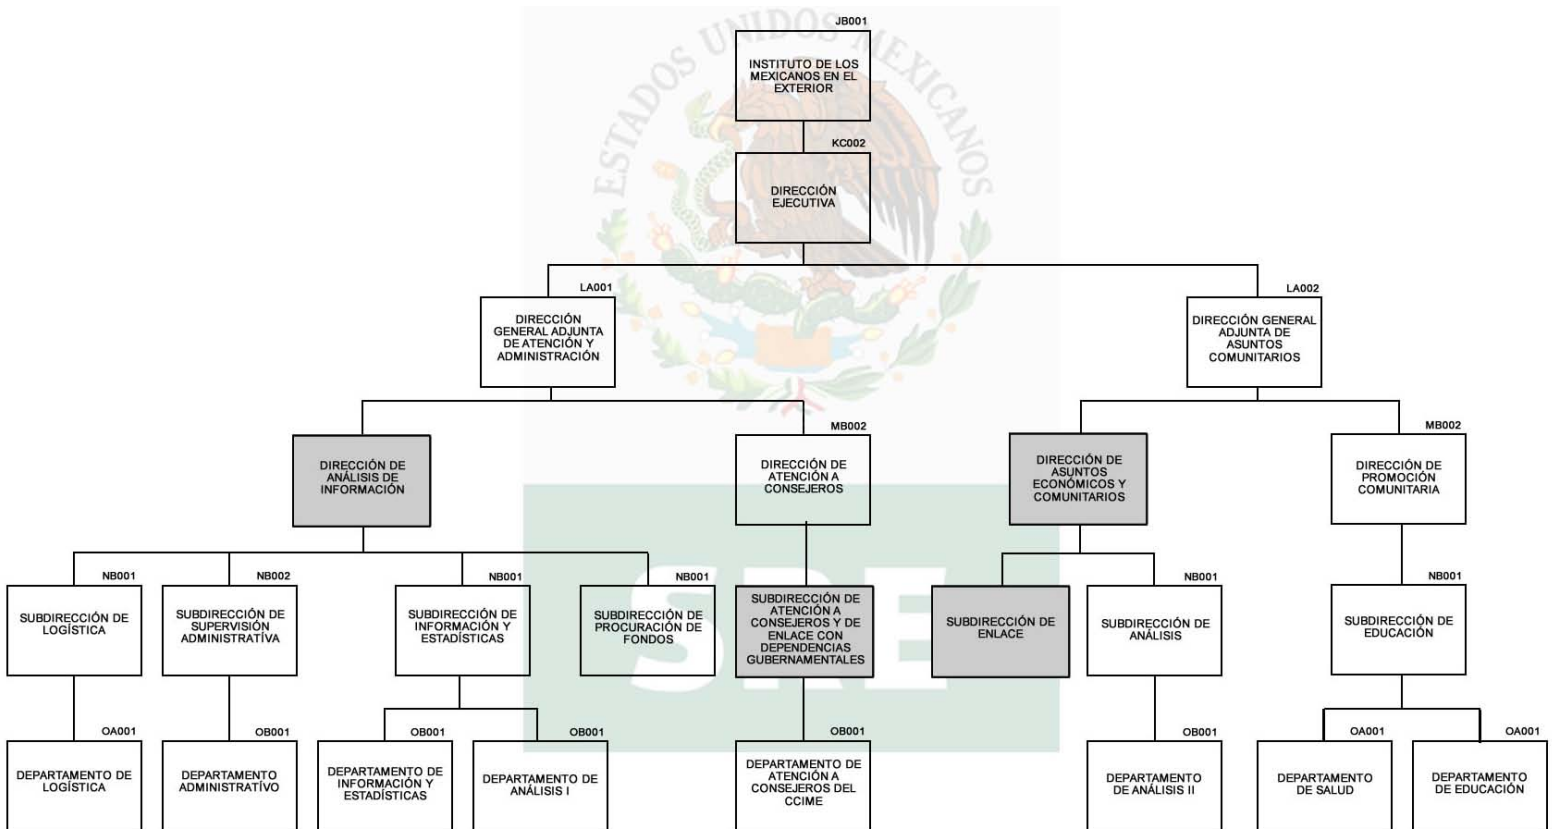 JB001
INSTITUTO DE LOS
MEXICANOS EN EL
EXTERIOR
KC002
DIRECCIÓN
EJECUTIVA
ESTADOS UNIDOS MEXICANOS
LA001
DIRECCIÓN
GENERAL ADJUNTA
DE ATENCIÓN Y
ADMINISTRACIÓN
LA002
DIRECCIÓN GENERAL
ADJUNTA DE
ASUNTOS
COMUNITARIOS
DIRECCIÓN DE
ANÁLISIS DE
INFORMACIÓN
MB002
DIRECCIÓN DE
ATENCIÓN A
CONSEJEROS
DIRECCIÓN DE
ASUNTOS
ECONÓMICOS Y
COMUNITARIOS
MB002
DIRECCIÓN DE
PROMOCIÓN
COMUNITARIA
NB001
SUBDIRECCIÓN DE
LOGÍSTICA
NB002
SUBDIRECCIÓN DE
SUPERVISIÓN
ADMINISTRATÍVA
NB001
SUBDIRECCIÓN DE
INFORMACIÓN Y
ESTADÍSTICAS
NB001
SUBDIRECCIÓN DE
PROCURACIÓN DE
FONDOS
SUBDIRECCIÓN DE
ATENCIÓN A
CONSEJEROS Y DE
ENLACE CON
DEPENDENCIAS
GUBERNAMENTALES
SUBDIRECCIÓN DE
ENLACE
NB001
SUBDIRECCIÓN DE
ANÁLISIS
NB001
SUBDIRECCIÓN DE
EDUCACIÓN
SRE
OA001
DEPARTAMENTO DE
LOGÍSTICA
OB001
DEPARTAMENTO
ADMINISTRATÍVO
OB001
DEPARTAMENTO DE
INFORMACIÓN Y
ESTADÍSTICAS
OB001
DEPARTAMENTO DE
ANÁLISIS I
OB001
DEPARTAMENTO DE
ATENCIÓN A
CONSEJEROS DEL
CCIME
OB001
DEPARTAMENTO
DE ANÁLISIS II
OA001
DEPARTAMENTO
DE SALUD
OA001
DEPARTAMENTO
DE EDUCACIÓN